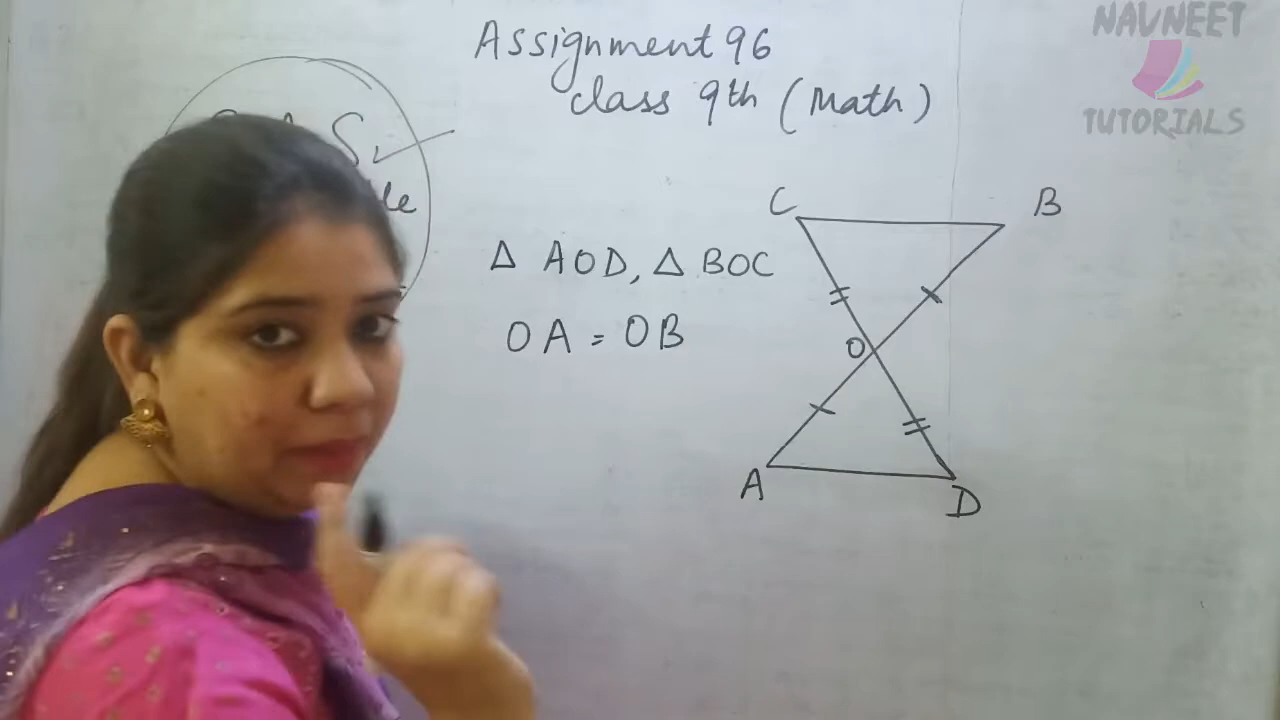 Assignment 96
class 9th (Math)
NAVNEET
TUTORIALS
C
B
Δ AOD, Δ BOC
OA = OB
O
A
D